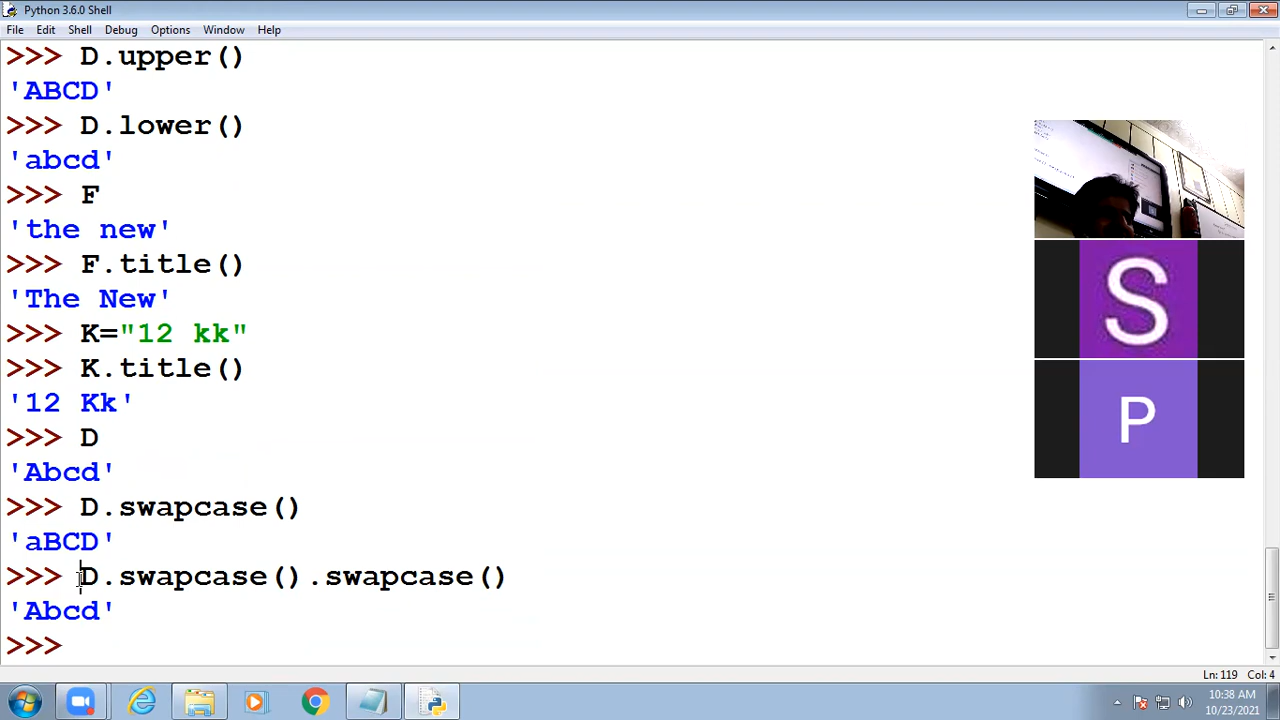 Python 3.6.0 Shell
File Edit Shell Debug Options Window Help
>>> D.upper()
'ABCD'
>>> D.lower()
'abcd'
>>> F
'the new'
>>> F.title()
'The New'
>>> K="12 kk"
>>> K.title()
'12 Kk'
>>> D
'Abcd'
>>> D.swapcase()
'aBCD'
>>> D.swapcase().swapcase()
'Abcd'
>>>
S
P
Ln: 119 Col: 4
10:38 AM
10/23/2021